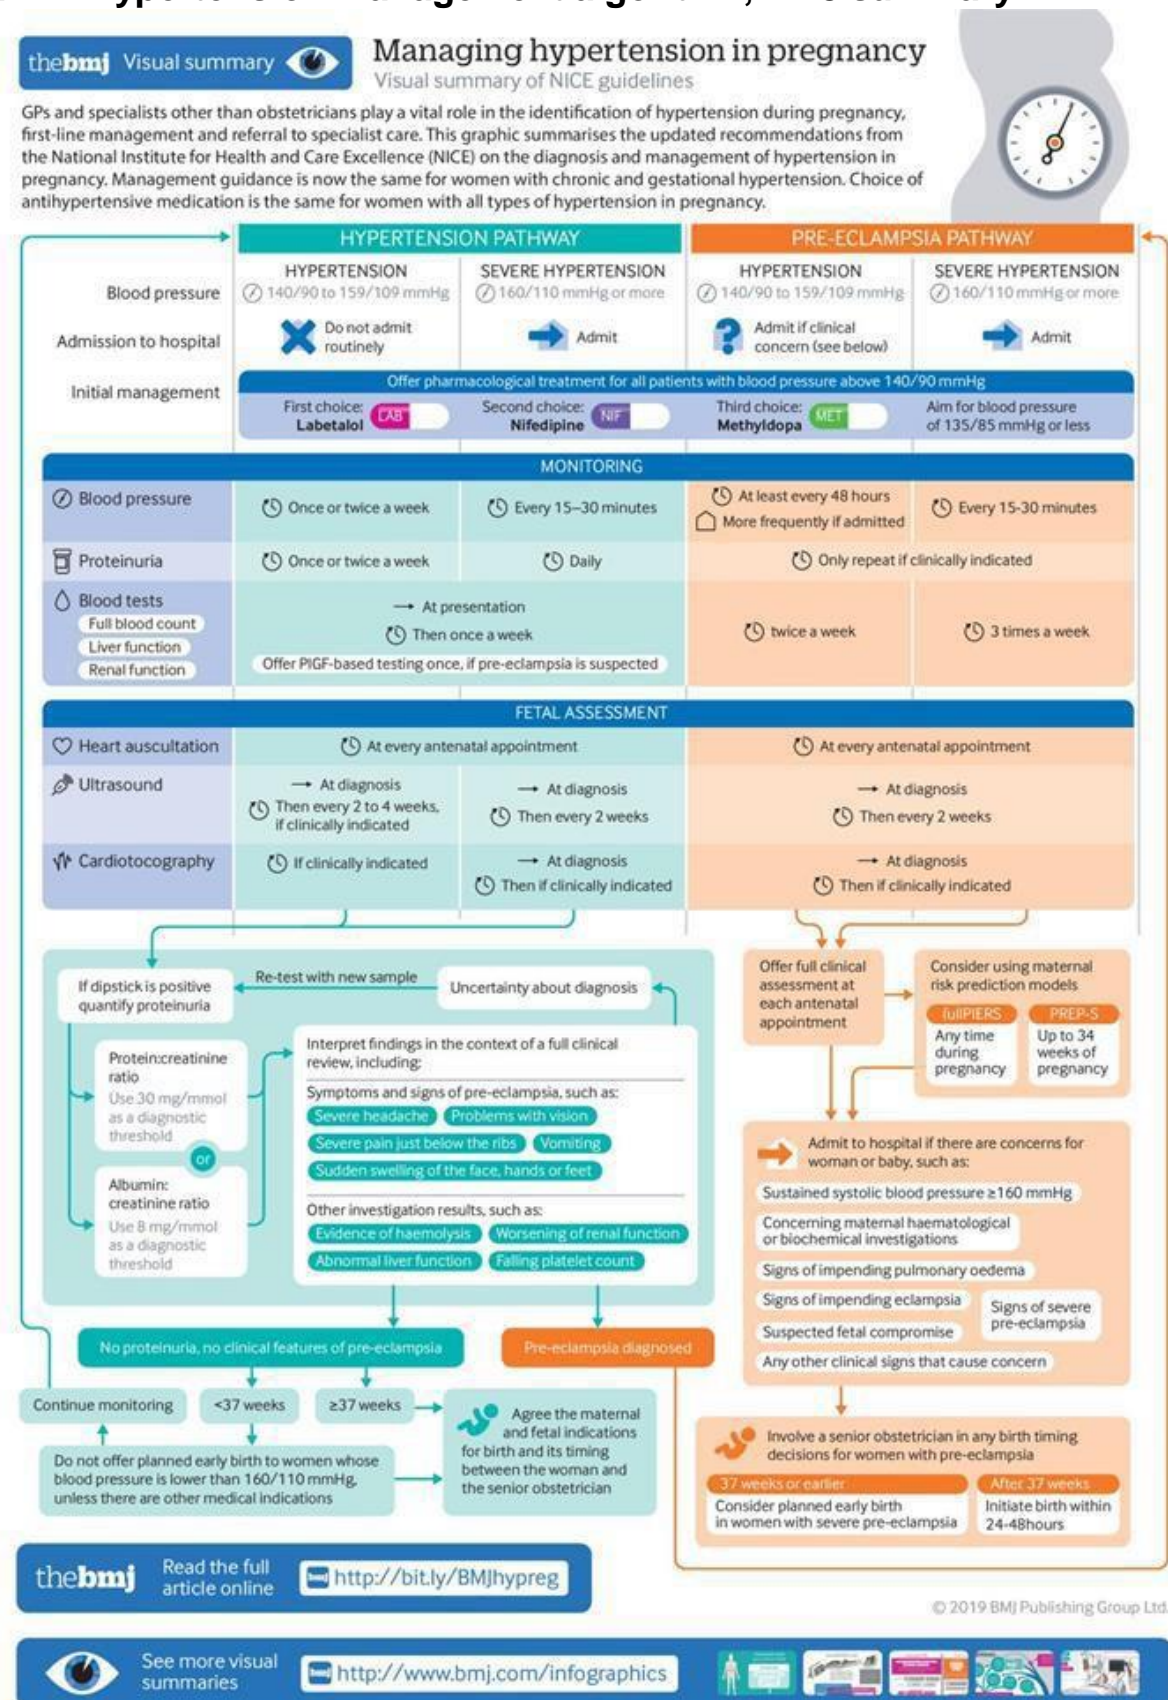 thebmj Visual summary
Managing hypertension in pregnancy
Visual summary of NICE guidelines
GPs and specialists other than obstetricians play a vital role in the identification of hypertension during pregnancy,
first-line management and referral to specialist care. This graphic summarises the updated recommendations from
the National Institute for Health and Care Excellence (NICE) on the diagnosis and management of hypertension in
pregnancy. Management guidance is now the same for women with chronic and gestational hypertension. Choice of
antihypertensive medication is the same for women with all types of hypertension in pregnancy.
HYPERTENSION PATHWAY
PRE-ECLAMPSIA PATHWAY
HYPERTENSION
SEVERE HYPERTENSION
HYPERTENSION
SEVERE HYPERTENSION
Blood pressure
140/90 to 159/109 mmHg
160/110 mmHg or more
140/90 to 159/109 mmHg
160/110 mmHg or more
Admission to hospital
Do not admit
routinely
Admit
Admit if clinical
concern (see below)
Admit
Initial management
Offer pharmacological treatment for all patients with blood pressure above 140/90 mmHg
First choice:
Labetalol
LAB
Second choice:
Nifedipine
NIF
Third choice:
Methyldopa
MET
Aim for blood pressure
of 135/85 mmHg or less
MONITORING
Blood pressure
Once or twice a week
Every 15–30 minutes
At least every 48 hours
More frequently if admitted
Every 15-30 minutes
Proteinuria
Once or twice a week
Daily
Only repeat if clinically indicated
Blood tests
Full blood count
Liver function
Renal function
At presentation
Then once a week
Offer PlGF-based testing once, if pre-eclampsia is suspected
twice a week
3 times a week
FETAL ASSESSMENT
Heart auscultation
At every antenatal appointment
At every antenatal appointment
Ultrasound
At diagnosis
Then every 2 to 4 weeks,
if clinically indicated
At diagnosis
Then every 2 weeks
At diagnosis
Then every 2 weeks
Cardiotocography
If clinically indicated
At diagnosis
Then if clinically indicated
At diagnosis
Then if clinically indicated
If dipstick is positive
quantify proteinuria
Re-test with new sample
Uncertainty about diagnosis
Protein:creatinine
ratio
Use 30 mg/mmol
as a diagnostic
threshold
or
Albumin:
creatinine ratio
Use 8 mg/mmol
as a diagnostic
threshold
Interpret findings in the context of a full clinical
review, including:
Symptoms and signs of pre-eclampsia, such as:
Severe headache
Problems with vision
Severe pain just below the ribs
Vomiting
Sudden swelling of the face, hands or feet
Other investigation results, such as:
Evidence of haemolysis
Worsening of renal function
Abnormal liver function
Falling platelet count
No proteinuria, no clinical features of pre-eclampsia
Pre-eclampsia diagnosed
Continue monitoring
<37 weeks
≥37 weeks
Do not offer planned early birth to women whose
blood pressure is lower than 160/110 mmHg,
unless there are other medical indications
Agree the maternal
and fetal indications
for birth and its timing
between the woman and
the senior obstetrician
Offer full clinical
assessment at
each antenatal
appointment
Consider using maternal
risk prediction models
fullPIERS
Any time
during
pregnancy
PREP-S
Up to 34
weeks of
pregnancy
Admit to hospital if there are concerns for
woman or baby, such as:
Sustained systolic blood pressure ≥160 mmHg
Concerning maternal haematological
or biochemical investigations
Signs of impending pulmonary oedema
Signs of impending eclampsia
Signs of severe
pre-eclampsia
Suspected fetal compromise
Any other clinical signs that cause concern
Involve a senior obstetrician in any birth timing
decisions for women with pre-eclampsia
37 weeks or earlier
Consider planned early birth
in women with severe pre-eclampsia
After 37 weeks
Initiate birth within
24-48hours
thebmj
Read the full
article online
http://bit.ly/BMJhypreg
© 2019 BMJ Publishing Group Ltd.
See more visual
summaries
http://www.bmj.com/infographics